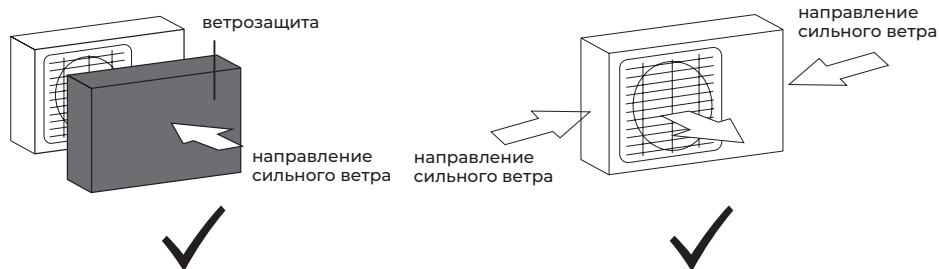 ветрозащита
направление
сильного ветра
направление
сильного ветра
направление
сильного ветра